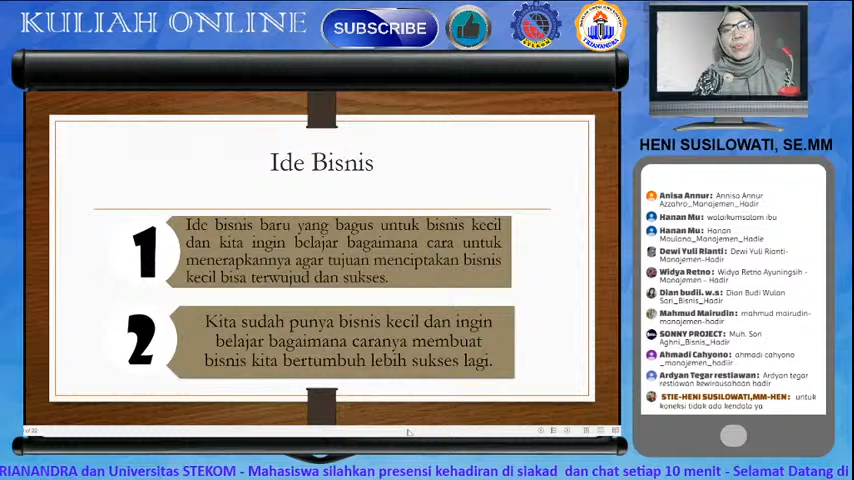 KULIAH ONLINE
SUBSCRIBE
STEKOM
TRIANANDRA
Ide Bisnis
1
Ide bisnis baru yang bagus untuk bisnis kecil
dan kita ingin belajar bagaimana cara untuk
menerapkannya agar tujuan menciptakan bisnis
kecil bisa terwujud dan sukses.
2
Kita sudah punya bisnis kecil dan ingin
belajar bagaimana caranya membuat
bisnis kita bertumbuh lebih sukses lagi.
of 22
HENI SUSILOWATI, SE.MM
Anisa Annur: Annisa Annur
Azzahro_Manajemen_Hadir
Hanan Mu: walaikumsalam ibu
Hanan Mu: Hanan
Maulana_Manajemen_Hadie
Dewi Yuli Rianti: Dewi Yuli Rianti-
Manajemen-Hadir
Widya Retno: Widya Retno Ayuningsih -
Manajemen - Hadir
Dian budii. w.s: Dian Budi Wulan
Sari_Bisnis_Hadir
Mahmud Mairudin: mahmud mairudin-
manajemen-hadir
SONNY PROJECT: Muh. Son
Aghni_Bisnis_Hadir
Ahmadi Cahyono: ahmadi cahyono
_manajemen_hadiir
Ardyan Tegar restiawan: Ardyan tegar
restiawan kewirausahaan hadir
STIE-HENI SUSILOWATI,MM-HEN: untuk
koneksi tidak ada kendala ya
RIANANDRA dan Universitas STEKOM - Mahasiswa silahkan presensi kehadiran di siakad dan chat setiap 10 menit - Selamat Datang di